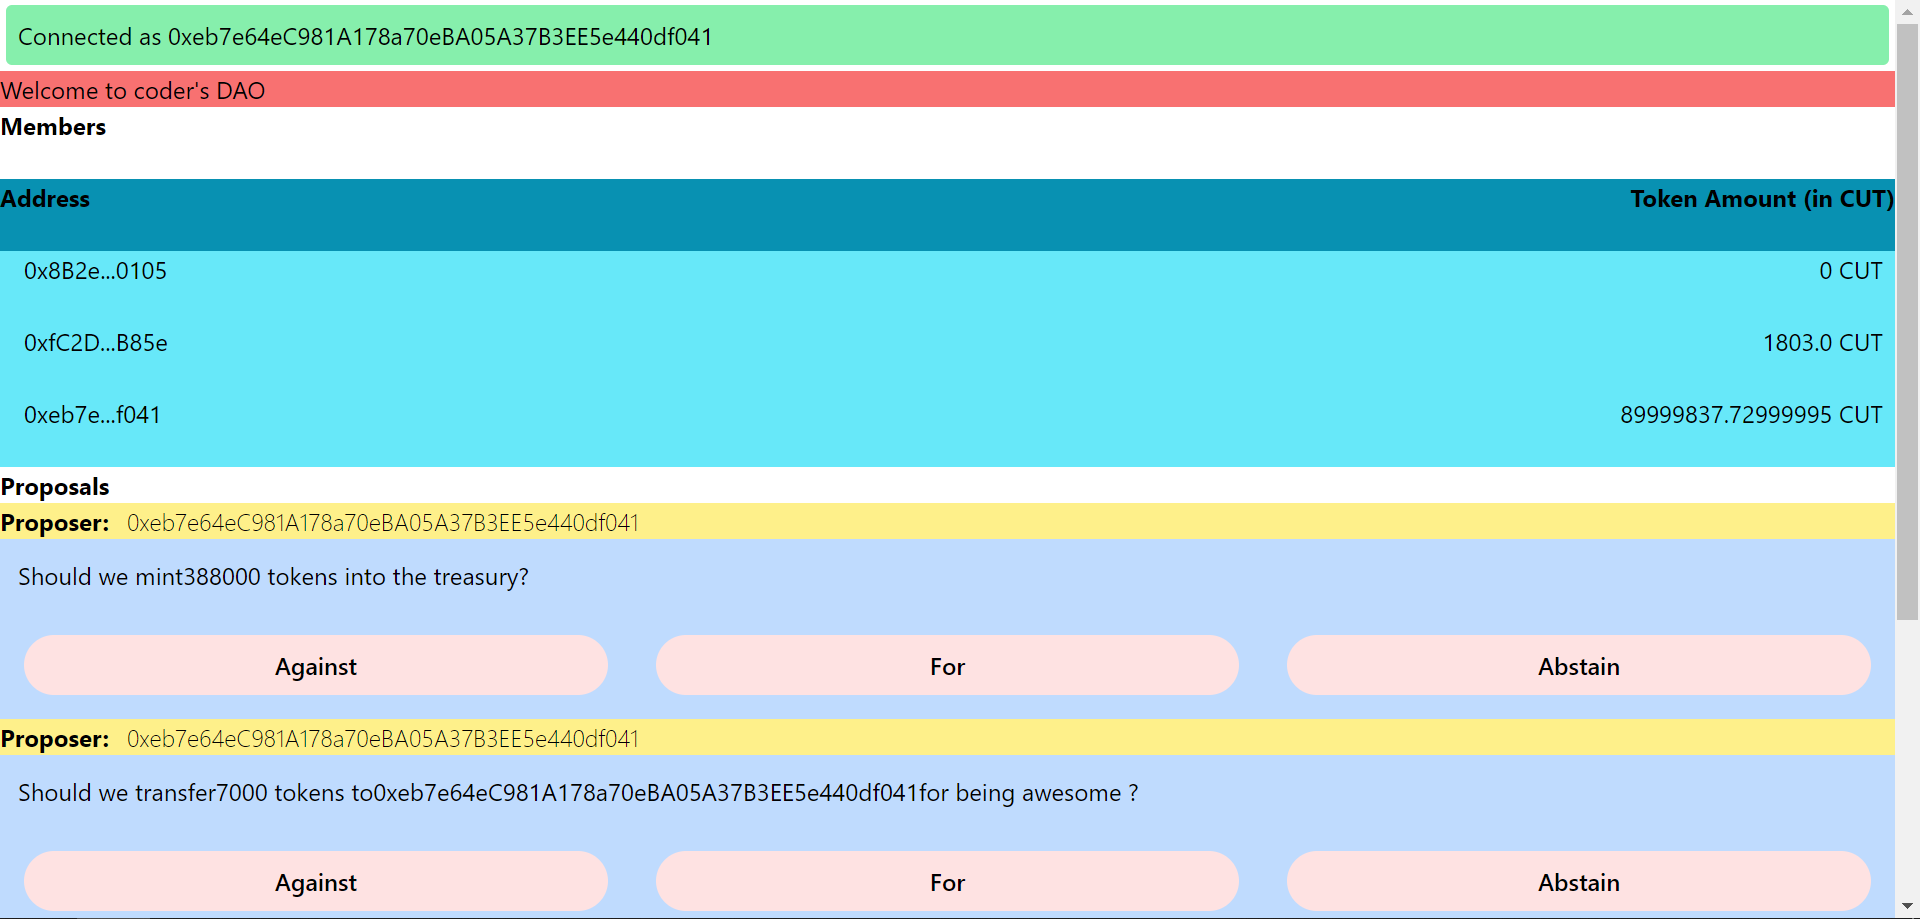 Connected as 0xeb7e64eC981A178a70eBA05A37B3EE5e440df041
Welcome to coder's DAO
Members
Address Token Amount (in CUT)
0x8B2e...0105 0 CUT
0xfC2D...B85e 1803.0 CUT
0xeb7e...f041 89999837.72999995 CUT
Proposals
Proposer: 0xeb7e64eC981A178a70eBA05A37B3EE5e440df041
Should we mint388000 tokens into the treasury?
Against For Abstain
Proposer: 0xeb7e64eC981A178a70eBA05A37B3EE5e440df041
Should we transfer7000 tokens to0xeb7e64eC981A178a70eBA05A37B3EE5e440df041for being awesome ?
Against For Abstain